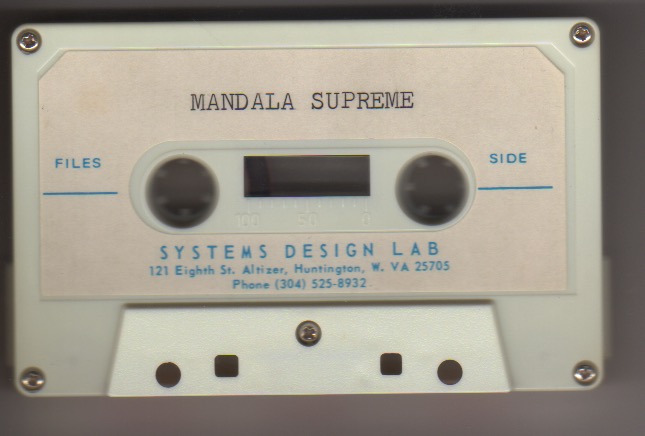 MANDALA SUPREME
FILES
SIDE
100 50 0
SYSTEMS DESIGN LAB
121 Eighth St. Altizer, Huntington, W. VA 25705
Phone (304) 525-8932